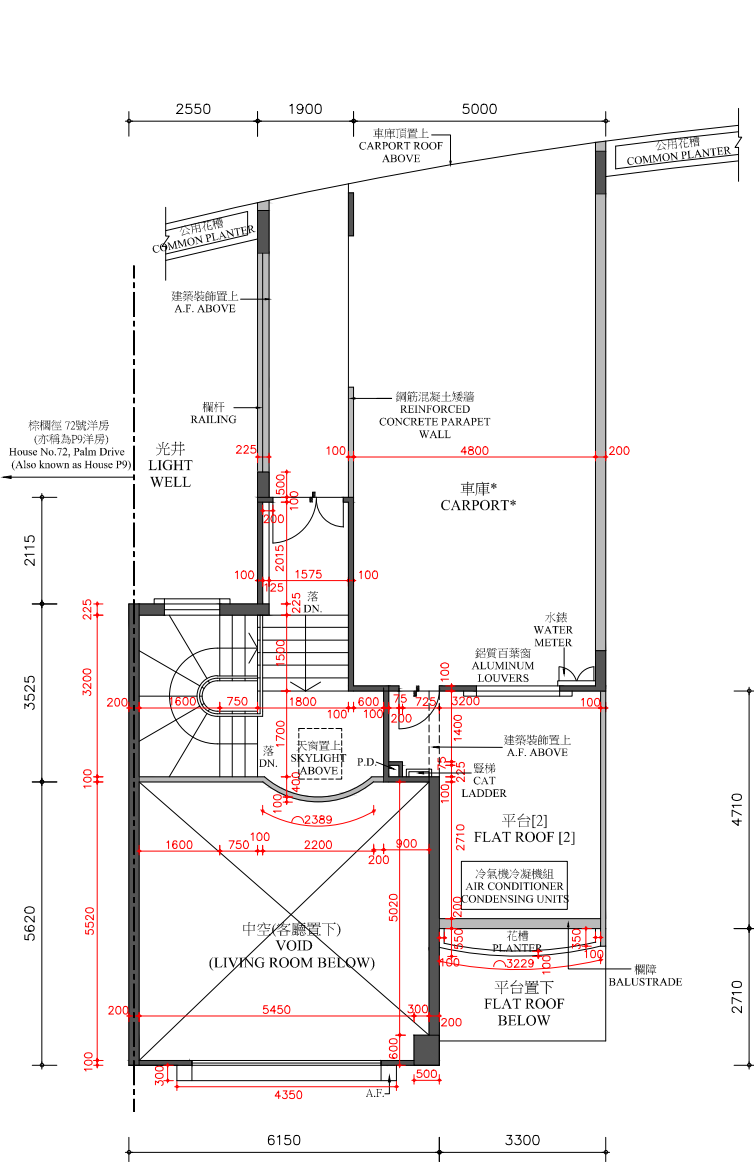 2550
1900
5000
車庫頂置上
CARPORT ROOF
ABOVE
公用花槽
COMMON PLANTER
公用花槽
COMMON PLANTER
建築裝飾置上
A.F. ABOVE
欄杆
RAILING
鋼筋混凝土矮牆
REINFORCED
CONCRETE PARAPET
WALL
棕櫚徑 72號洋房
(亦稱為P9洋房)
House No.72, Palm Drive
(Also known as House P9)
光井
LIGHT
WELL
225
100
4800
200
500
100
車庫*
CARPORT*
200
2115
2015
100
1575
100
125
225
落
DN.
225
水錶
WATER
METER
鋁質百葉窗
ALUMINUM
LOUVERS
1500
3525
3200
100
200
1600
750
1800
600
75
725
3200
100
100
100
200
1400
1700
天窗置上
SKYLIGHT
ABOVE
落
DN.
P.D.
建築裝飾置上
A.F. ABOVE
豎梯
CAT
LADDER
75
225
100
100
400
100
2389
4710
平台[2]
FLAT ROOF [2]
2710
1600
750
100
2200
200
900
冷氣機冷凝機組
AIR CONDITIONER
CONDENSING UNITS
5020
200
5620
5520
中空(客廳置下)
VOID
(LIVING ROOM BELOW)
花槽
PLANTER
550
350
100
100
3229
100
欄障
BALUSTRADE
平台置下
FLAT ROOF
BELOW
2710
200
5450
300
200
600
100
300
4350
A.F.
500
6150
3300